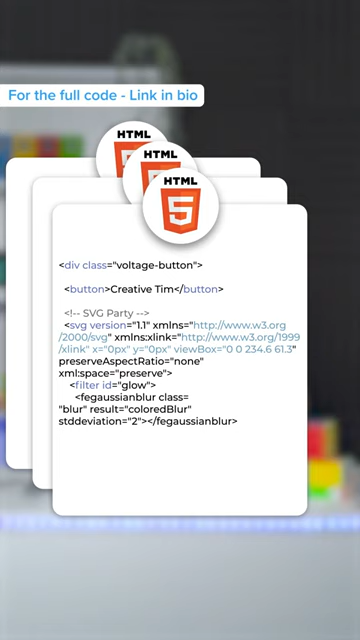 For the full code - Link in bio
HTML
HTML
HTML
5
<div class="voltage-button">
<button>Creative Tim</button>
<!-- SVG Party -->
<svg version="1.1" xmlns="http://www.w3.org
/2000/svg" xmlns:xlink="http://www.w3.org/1999
/xlink" x="0px" y="0px" viewBox="0 0 234.6 61.3"
preserveAspectRatio="none"
xml:space="preserve">
<filter id="glow">
<fegaussianblur class=
"blur" result="coloredBlur"
stddeviation="2"></fegaussianblur>